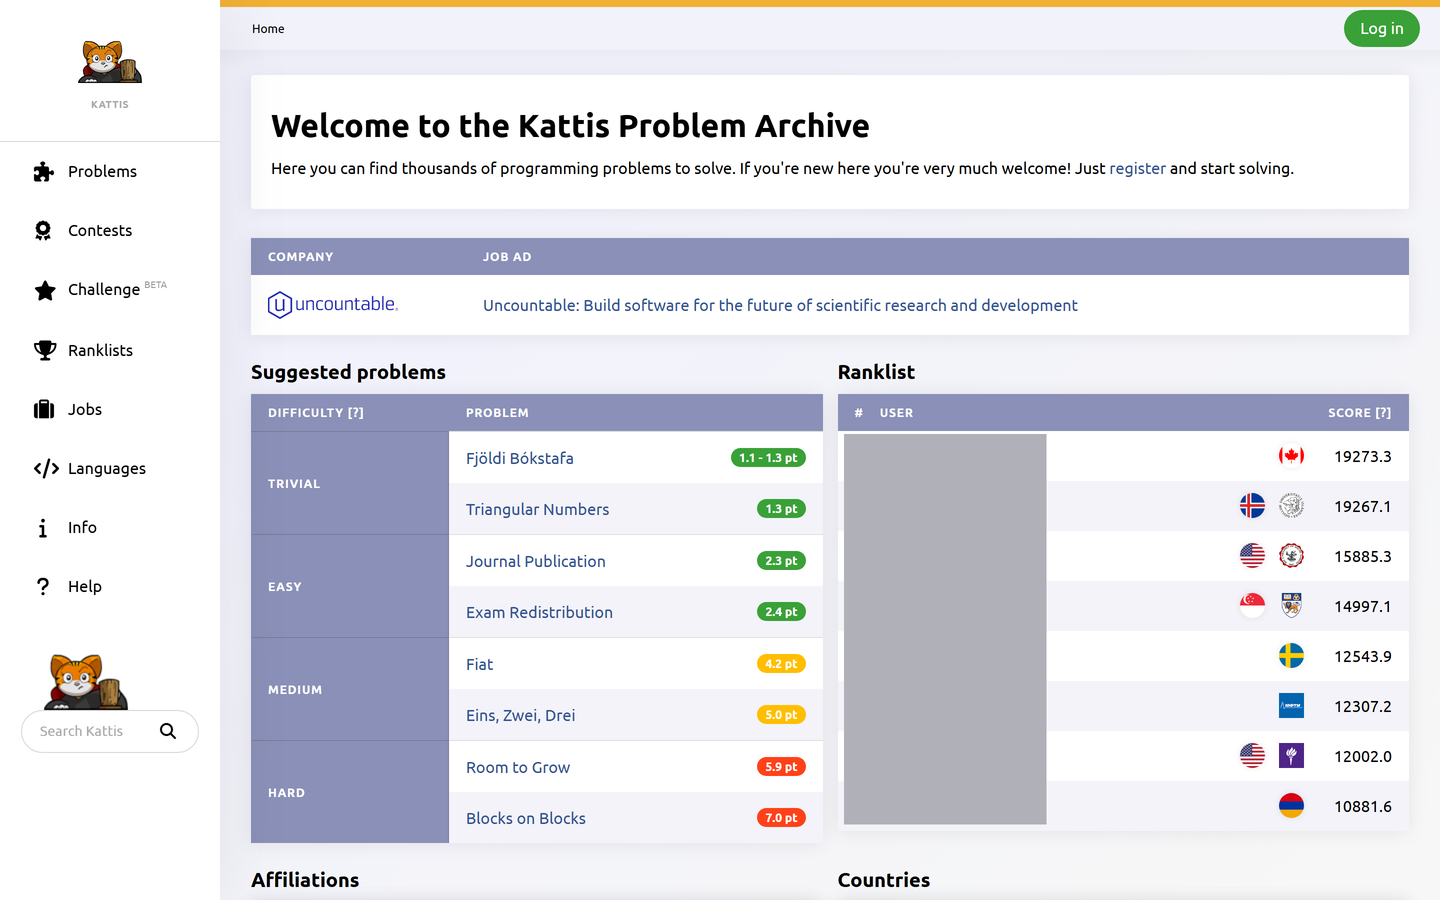 KATTIS
Problems
Contests
Challenge BETA
Ranklists
Jobs
Languages
Info
Help
Search Kattis
Home
Log in
Welcome to the Kattis Problem Archive
Here you can find thousands of programming problems to solve. If you're new here you're very much welcome! Just register and start solving.
COMPANY JOB AD
uncountable Uncountable: Build software for the future of scientific research and development
Suggested problems
DIFFICULTY [?] PROBLEM
TRIVIAL
Fjöldi Bókstafa 1.1 - 1.3 pt
Triangular Numbers 1.3 pt
EASY
Journal Publication 2.3 pt
Exam Redistribution 2.4 pt
MEDIUM
Fiat 4.2 pt
Eins, Zwei, Drei 5.0 pt
HARD
Room to Grow 5.9 pt
Blocks on Blocks 7.0 pt
Ranklist
# USER SCORE [?]
19273.3
19267.1
15885.3
14997.1
12543.9
12307.2
12002.0
10881.6
Affiliations
Countries